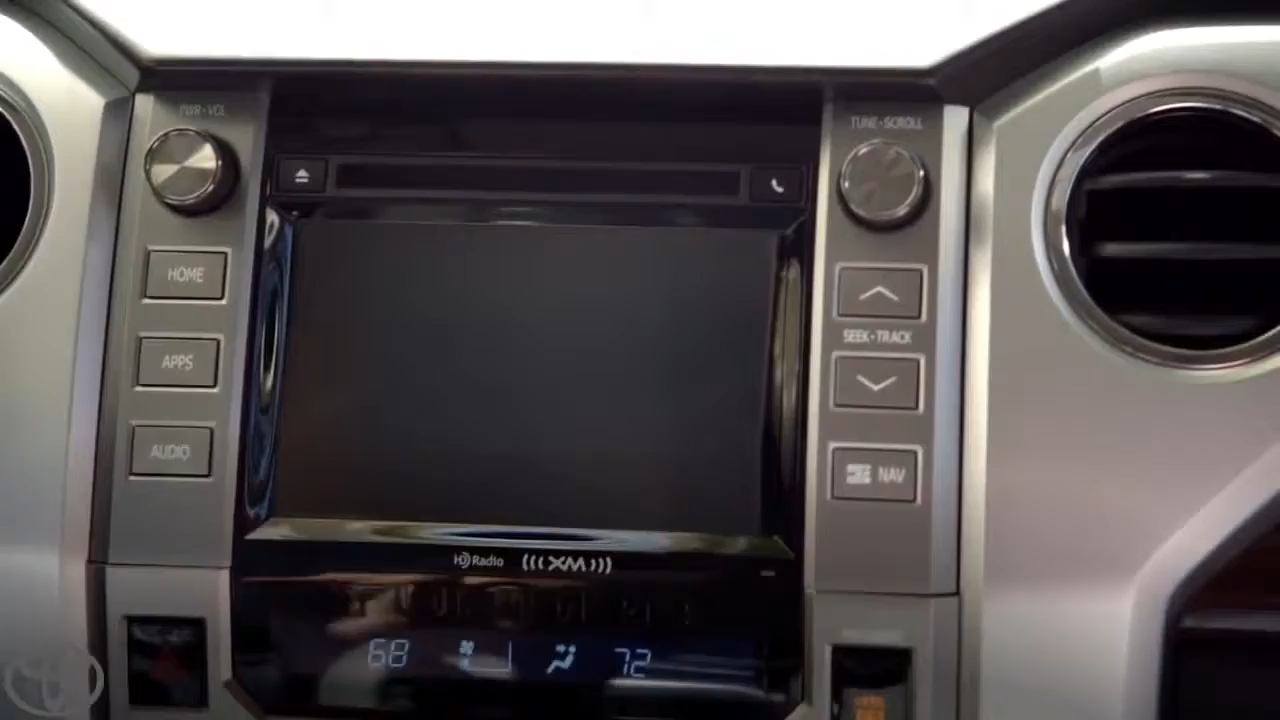 PWR•VOL
TUNE•SCROLL
HOME
SEEK•TRACK
APPS
AUDIO
NAV
HD Radio
(((XM)))
68
72